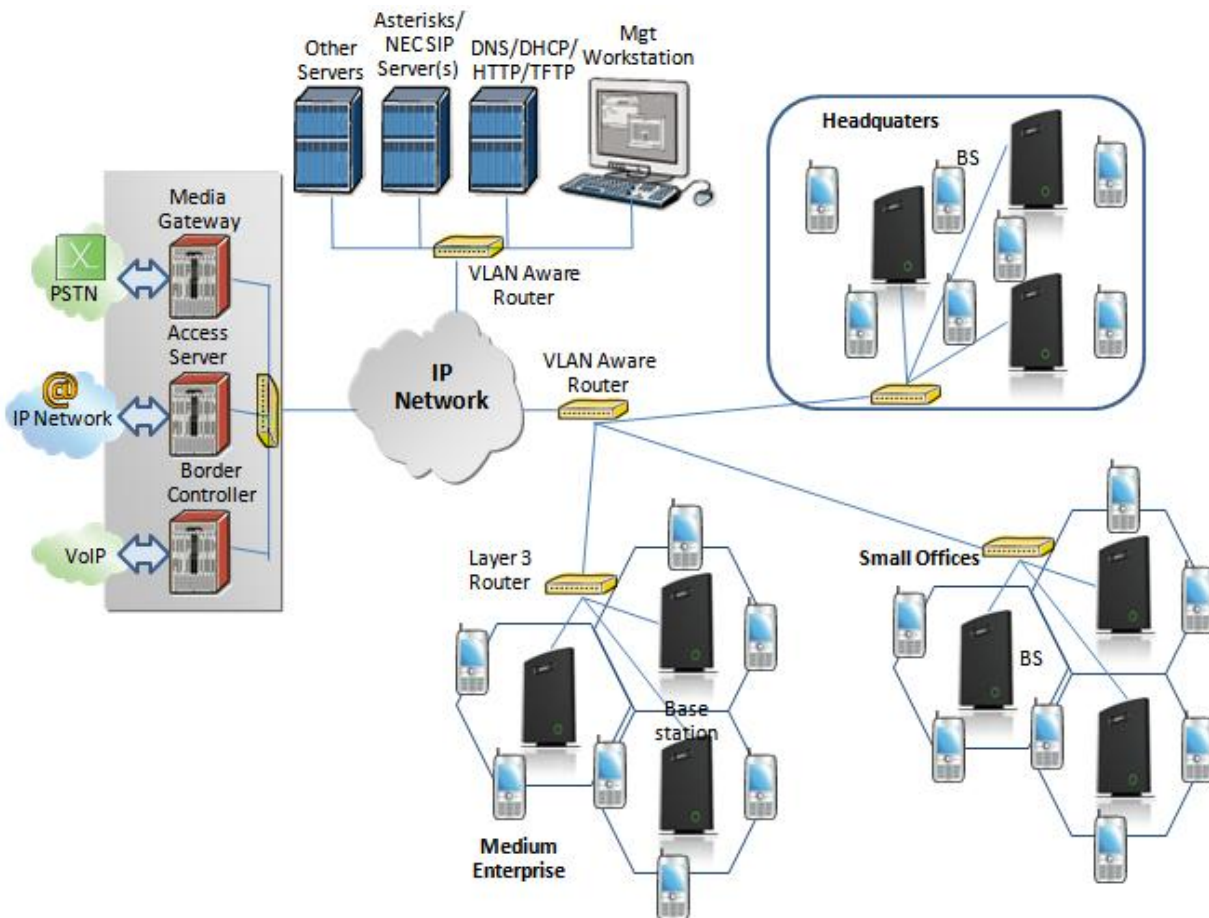 Other
Servers
Asterisks/
NEC SIP
Server(s)
DNS/DHCP/
HTTP/TFTP
Mgt
Workstation
Headquaters
BS
Media
Gateway
PSTN
VLAN Aware
Router
Access
Server
@
IP Network
IP
Network
VLAN Aware
Router
Border
Controller
VoIP
Layer 3
Router
Small Offices
BS
Base
station
Medium
Enterprise